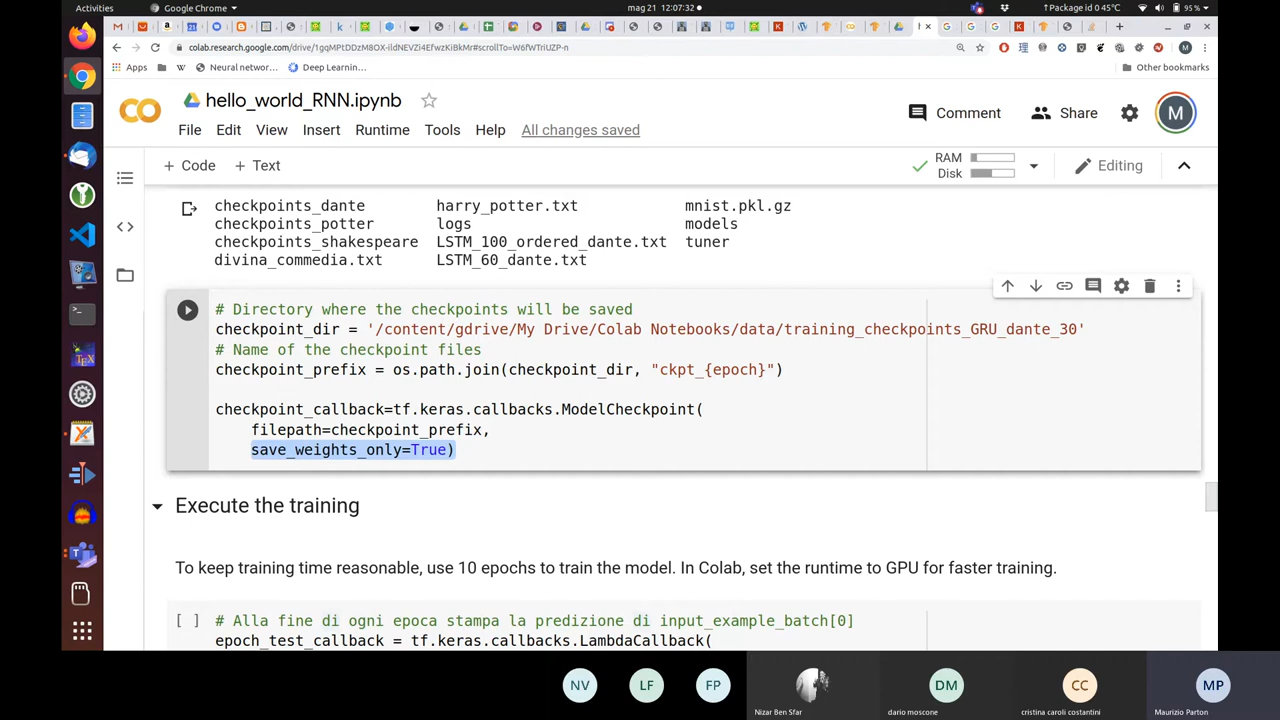 Activities
Google Chrome
mag 21 07:07:32
Package id 0 45°C
95 %
colab.research.google.com/drive/1gqMPtDDzM8OX-ildNEVZi4EfwzKiBkMr#scrollTo=W6fWTriUZP-n
Apps
Neural networ...
Deep Learnin...
Other bookmarks
hello_world_RNN.ipynb
Comment
Share
M
File Edit View Insert Runtime Tools Help All changes saved
+ Code + Text
RAM
Disk
Editing
checkpoints_dante harry_potter.txt mnist.pkl.gz
checkpoints_potter logs models
checkpoints_shakespeare LSTM_100_ordered_dante.txt tuner
divina_commedia.txt LSTM_60_dante.txt
# Directory where the checkpoints will be saved
checkpoint_dir = '/content/gdrive/My Drive/Colab Notebooks/data/training_checkpoints_GRU_dante_30'
# Name of the checkpoint files
checkpoint_prefix = os.path.join(checkpoint_dir, "ckpt_{epoch}")
checkpoint_callback=tf.keras.callbacks.ModelCheckpoint(
filepath=checkpoint_prefix,
save_weights_only=True)
Execute the training
To keep training time reasonable, use 10 epochs to train the model. In Colab, set the runtime to GPU for faster training.
[ ] # Alla fine di ogni epoca stampa la predizione di input_example_batch[0]
epoch_test_callback = tf.keras.callbacks.LambdaCallback(
NV
LF
FP
DM
CC
MP
Nizar Ben Sfar
dario moscone
cristina caroli costantini
Maurizio Parton